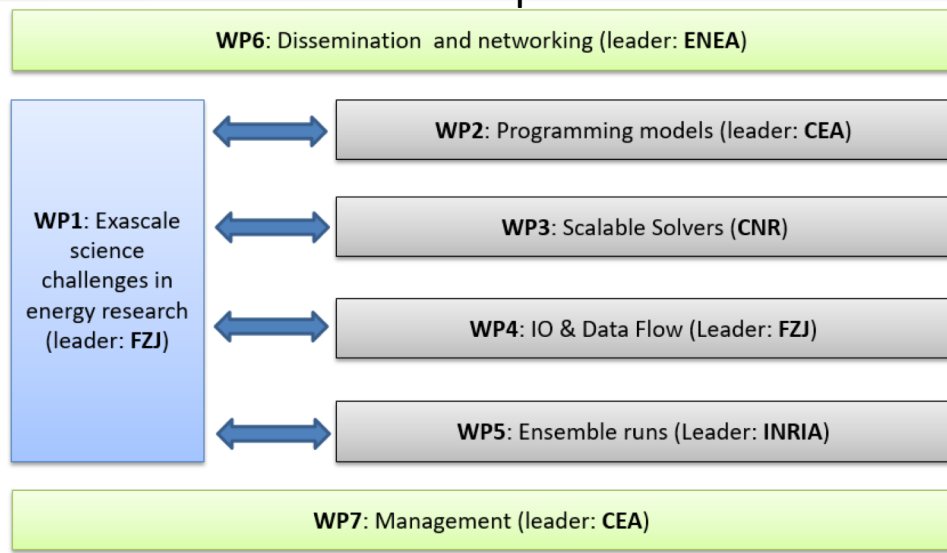 WP6: Dissemination and networking (leader: ENEA)
WP1: Exascale
science
challenges in
energy research
(leader: FZJ)
WP2: Programming models (leader: CEA)
WP3: Scalable Solvers (CNR)
WP4: IO & Data Flow (Leader: FZJ)
WP5: Ensemble runs (Leader: INRIA)
WP7: Management (leader: CEA)